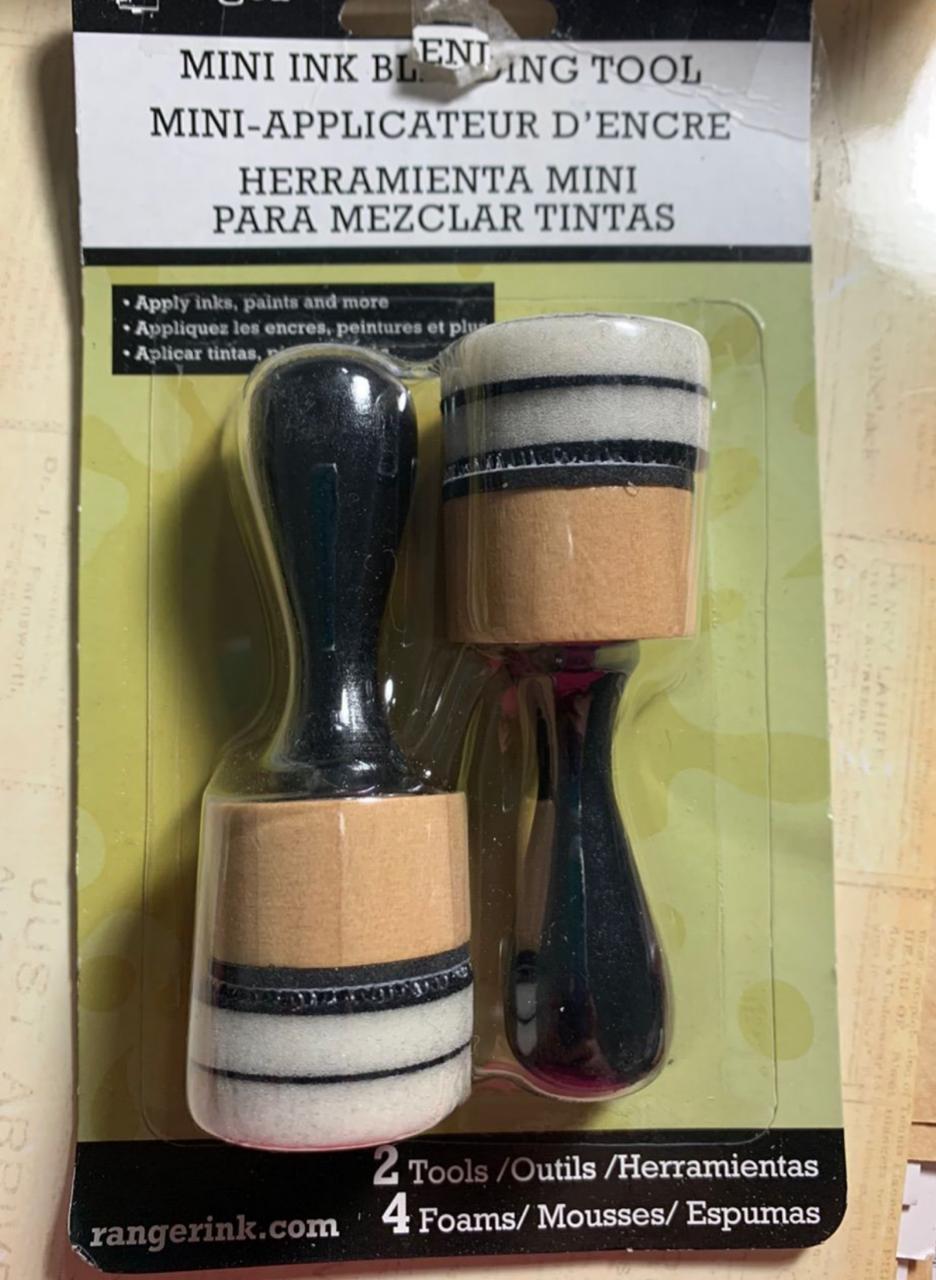 MINI INK BLENDING TOOL
MINI-APPLICATEUR D'ENCRE
HERRAMIENTA MINI
PARA MEZCLAR TINTAS
• Apply inks, paints and more
• Appliquez les encres, peintures et plus
• Aplicar tintas,
2 Tools /Outils /Herramientas
4 Foams/ Mousses/ Espumas
rangerink.com
JUST